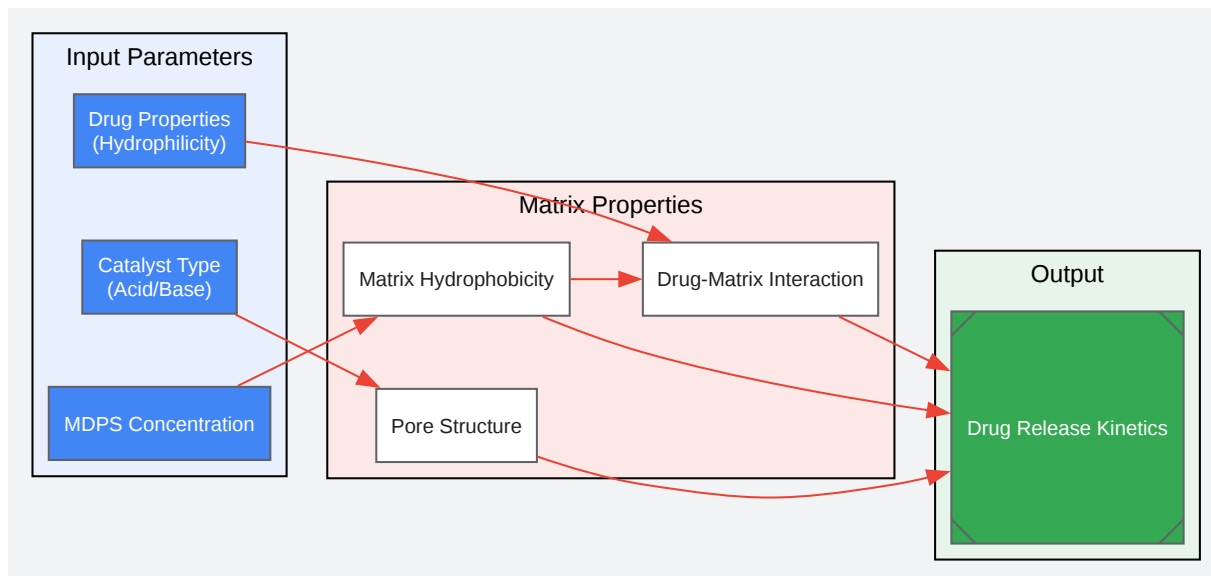 Input Parameters
Drug Properties
(Hydrophilicity)
Catalyst Type
(Acid/Base)
MDPS Concentration
Matrix Properties
Matrix Hydrophobicity
Drug-Matrix Interaction
Pore Structure
Output
Drug Release Kinetics